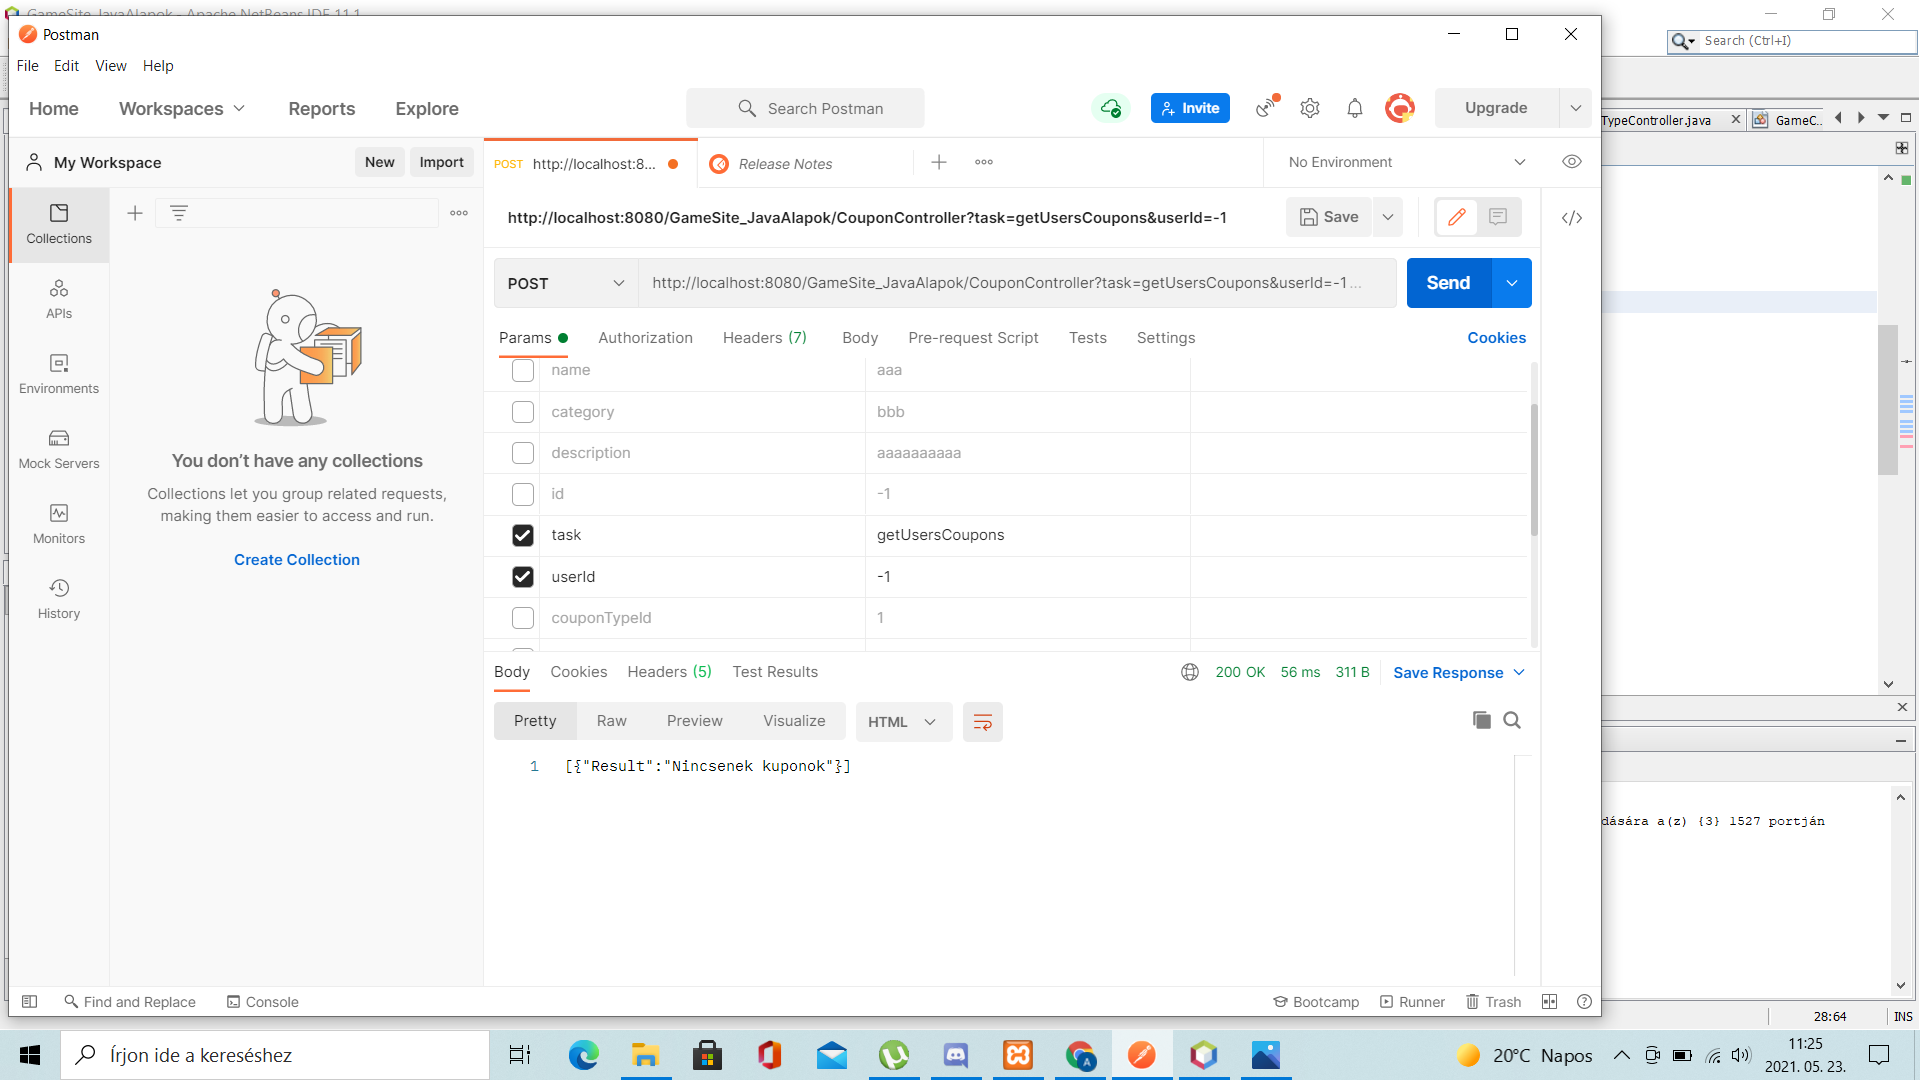 GameSite_JavaAlapok - Apache NetBeans IDE 11.1
Search (Ctrl+I)
Postman
File Edit View Help
Home Workspaces Reports Explore
Search Postman
Invite
Upgrade
TypeController.java
GameC...
My Workspace
New
Import
POST http://localhost:8...
Release Notes
No Environment
Collections
APIs
Environments
Mock Servers
Monitors
History
You don't have any collections
Collections let you group related requests,
making them easier to access and run.
Create Collection
http://localhost:8080/GameSite_JavaAlapok/CouponController?task=getUsersCoupons&userId=-1
Save
POST
http://localhost:8080/GameSite_JavaAlapok/CouponController?task=getUsersCoupons&userId=-1...
Send
Params Authorization Headers (7) Body Pre-request Script Tests Settings
Cookies
name aaa
category bbb
description aaaaaaaaaa
id -1
task getUsersCoupons
userId -1
couponTypeId 1
Body Cookies Headers (5) Test Results
200 OK 56 ms 311 B
Save Response
Pretty Raw Preview Visualize
HTML
1 [{"Result":"Nincsenek kuponok"}]
dására a(z) {3} 1527 portján
Find and Replace
Console
Bootcamp
Runner
Trash
28:64
INS
Írjon ide a kereséshez
20°C Napos
11:25
2021. 05. 23.